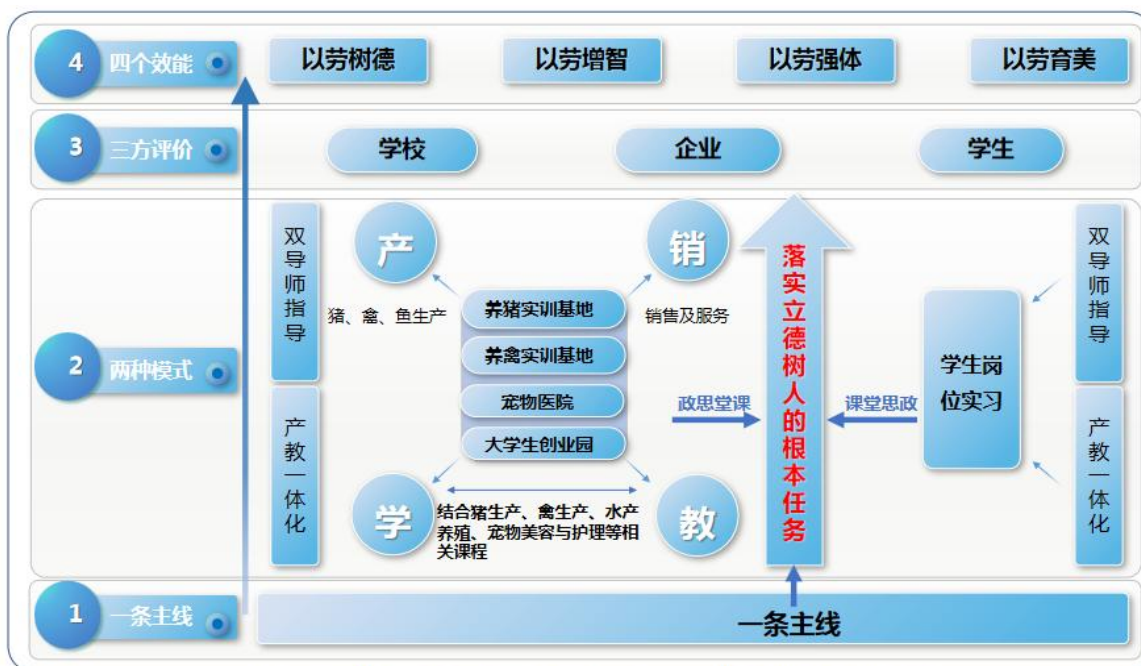 4 四个效能
以劳树德 以劳增智 以劳强体 以劳育美
3 三方评价
学校 企业 学生
2 两种模式
双导师指导
产教一体化
产
猪、禽、鱼生产
销
销售及服务
养猪实训基地
养禽实训基地
宠物医院
大学生创业园
学
教
结合猪生产、禽生产、水产
养殖、宠物美容与护理等相
关课程
政思堂课
落实立德树人的根本任务
课堂思政
学生岗
位实习
双导师指导
产教一体化
1 一条主线
一条主线